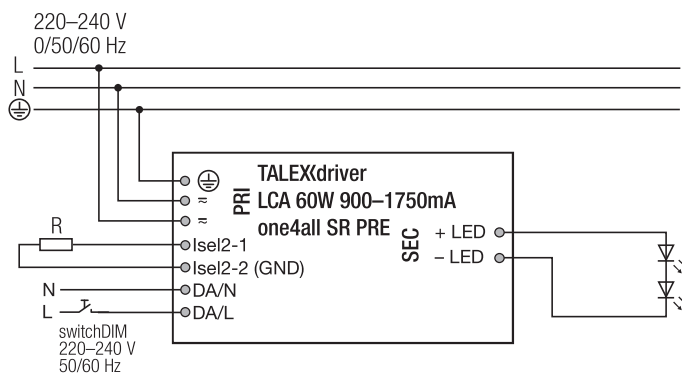 220–240 V
0/50/60 Hz
L
N
TALEXXdriver
LCA 60W 900–1750mA
one4all SR PRE
PRI
≂
≂
R
Isel2-1
Isel2-2 (GND)
SEC
+ LED
– LED
N
DA/N
L
DA/L
switchDIM
220–240 V
50/60 Hz